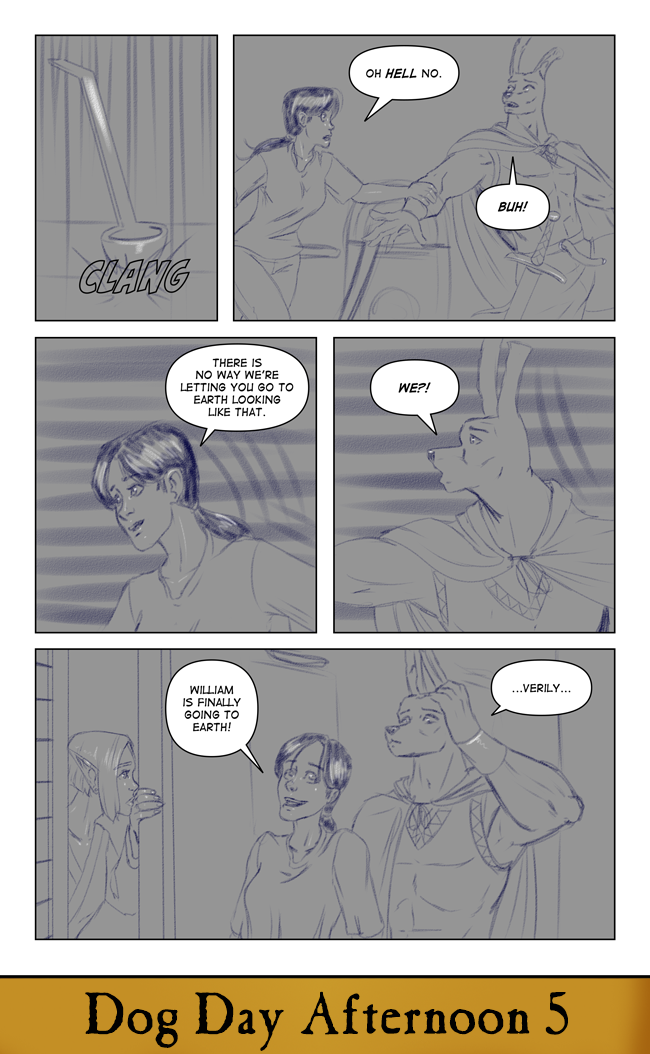 CLANG
OH HELL NO.
BUH!
THERE IS
NO WAY WE'RE
LETTING YOU GO TO
EARTH LOOKING
LIKE THAT.
WE?!
WILLIAM
IS FINALLY
GOING TO
EARTH!
...VERILY...
Dog Day Afternoon 5